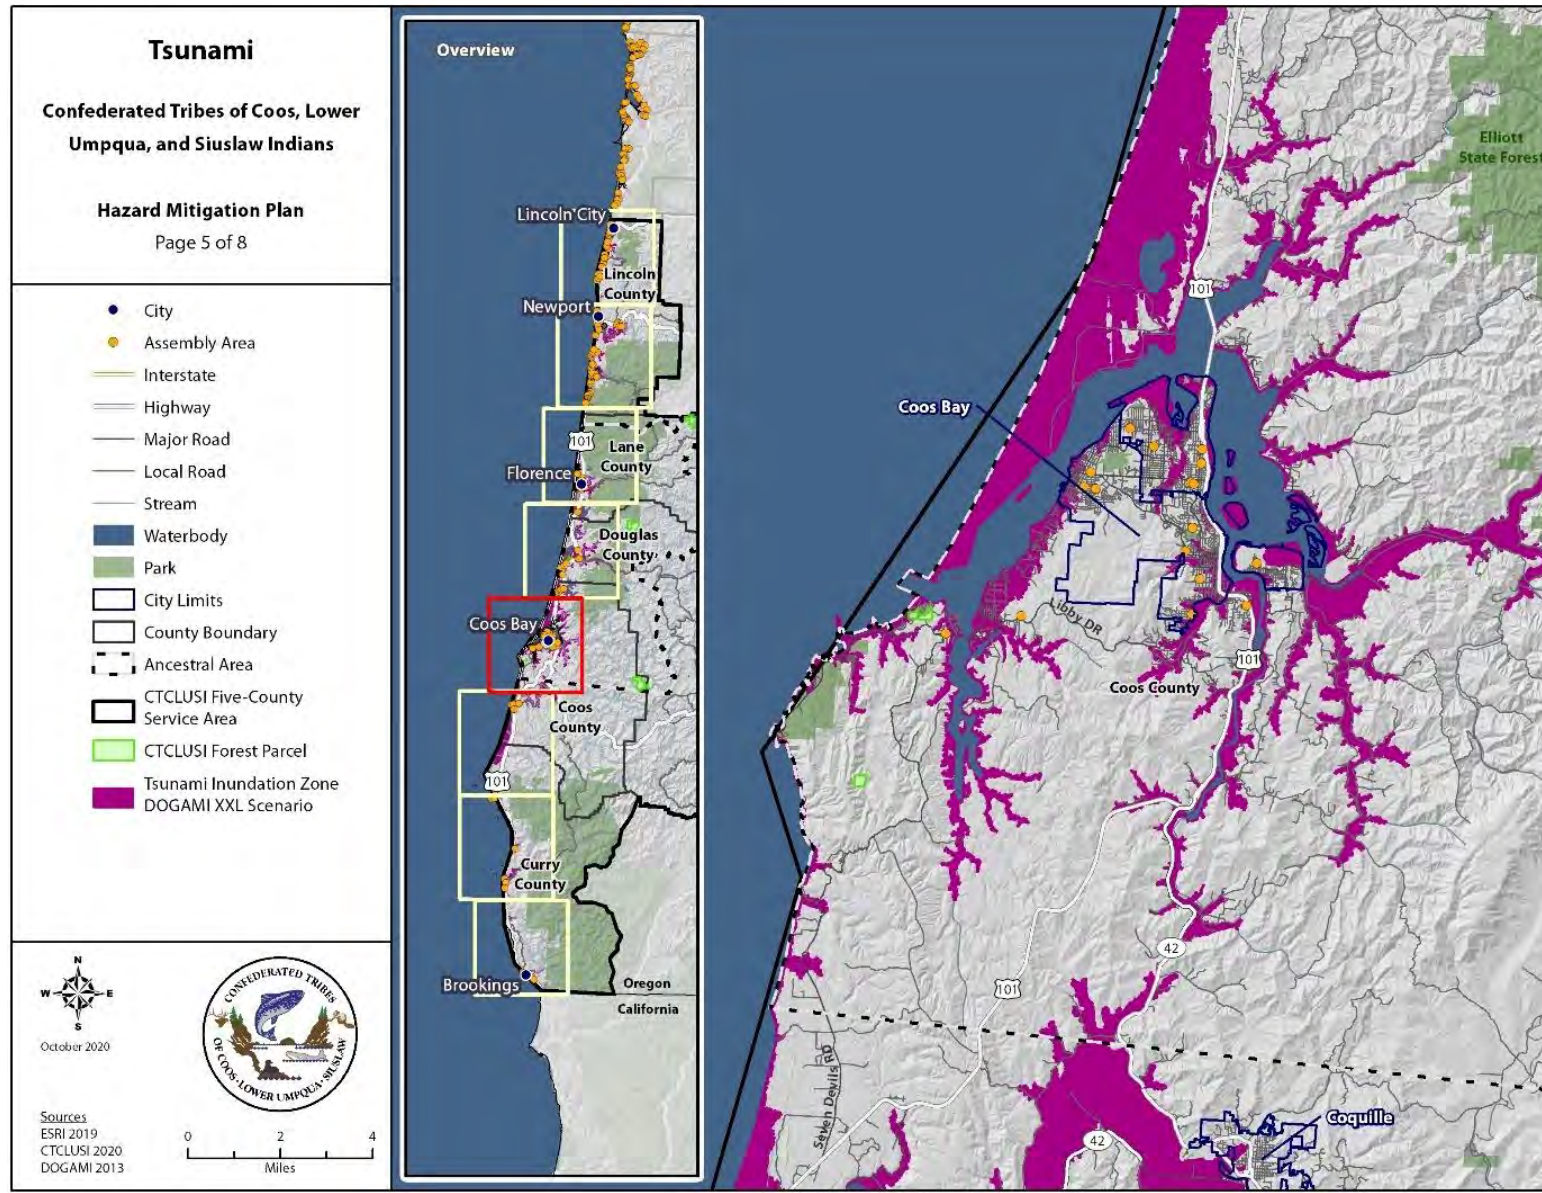 Tsunami
Confederated Tribes of Coos, Lower
Umpqua, and Siuslaw Indians
Hazard Mitigation Plan
Page 5 of 8
City
Assembly Area
Interstate
Highway
Major Road
Local Road
Stream
Waterbody
Park
City Limits
County Boundary
Ancestral Area
CTCLUSI Five-County
Service Area
CTCLUSI Forest Parcel
Tsunami Inundation Zone
DOGAMI XXL Scenario
N
W
E
S
October 2020
CONFEDERATED TRIBES
OF COOS · LOWER UMPQUA · SIUSLAW
Sources
ESRI 2019
CTCLUSI 2020
DOGAMI 2013
0 2 4
Miles
Overview
Lincoln City
Lincoln
County
Newport
101
Lane
County
Florence
Douglas
County
Coos Bay
Coos
County
101
Curry
County
Brookings
Oregon
California
Elliott
State Forest
101
Coos Bay
Libby DR
101
Coos County
42
101
Seven Devils RD
42
Coquille